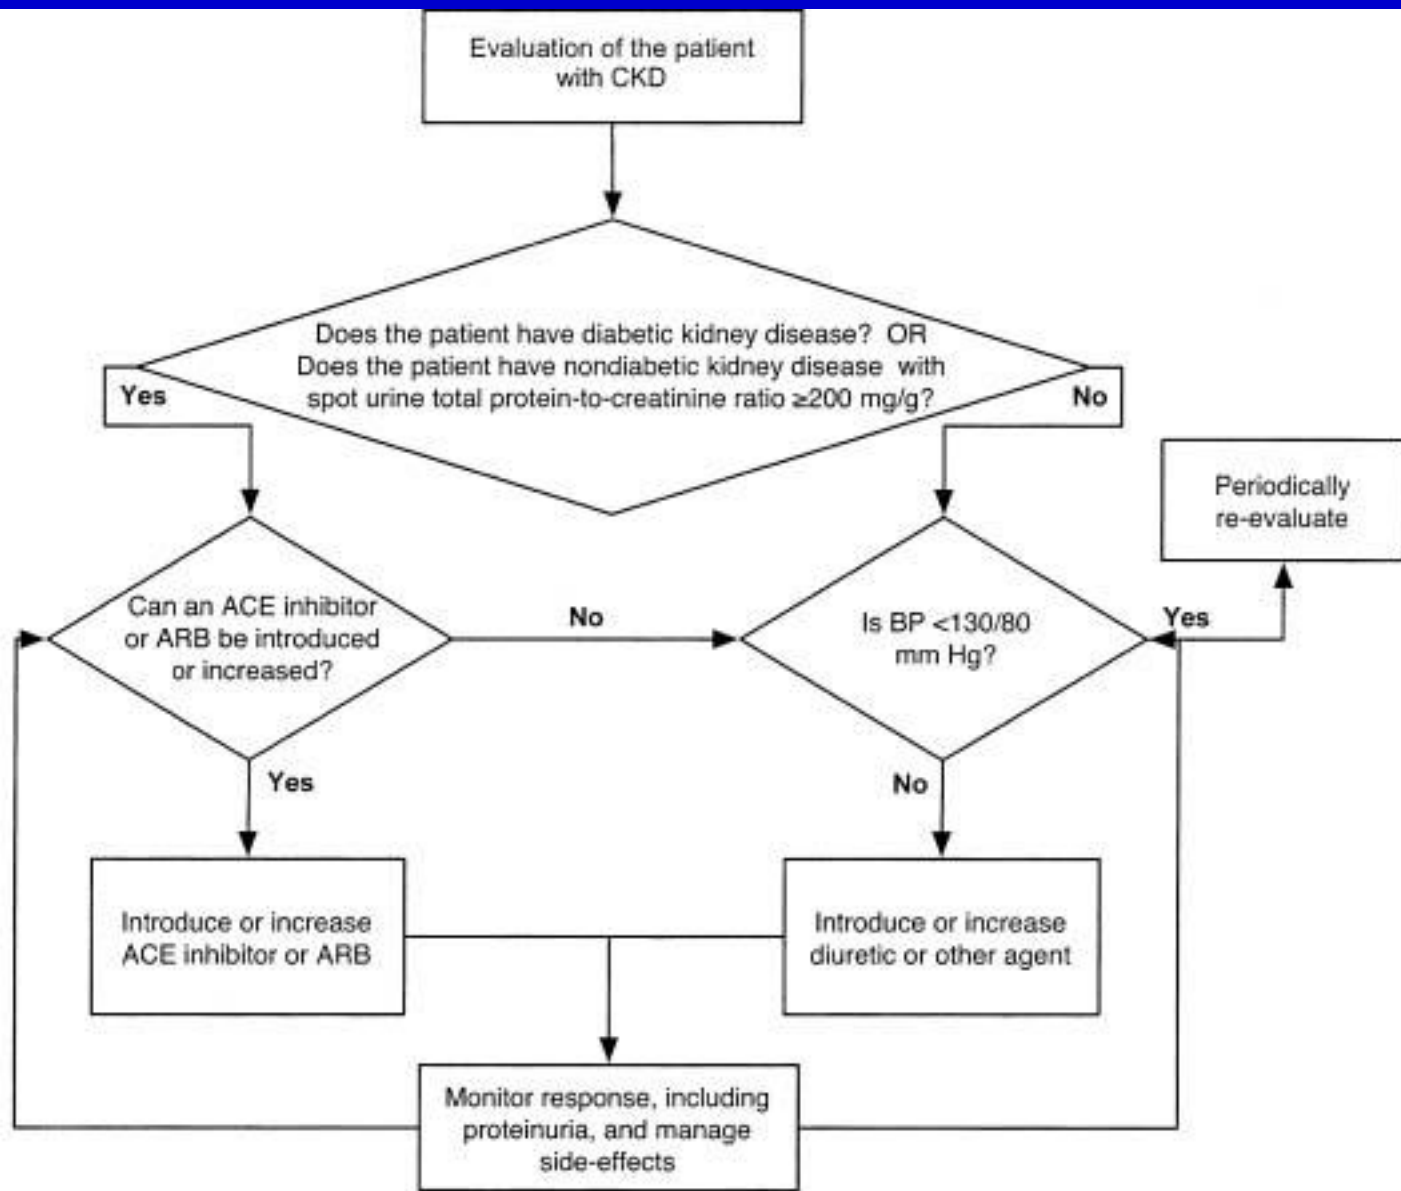 Evaluation of the patient
with CKD
Does the patient have diabetic kidney disease? OR
Does the patient have nondiabetic kidney disease with
spot urine total protein-to-creatinine ratio ≥200 mg/g?
Yes
No
Periodically
re-evaluate
Can an ACE inhibitor
or ARB be introduced
or increased?
No
Is BP <130/80
mm Hg?
Yes
Yes
No
Introduce or increase
ACE inhibitor or ARB
Introduce or increase
diuretic or other agent
Monitor response, including
proteinuria, and manage
side-effects